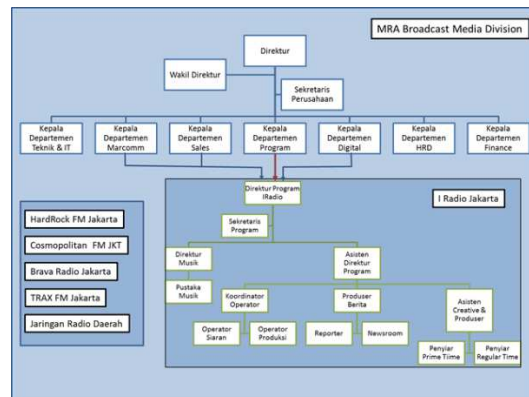 MRA Broadcast Media Division
Direktur
Wakil Direktur
Sekretaris
Perusahaan
Kepala
Departemen
Teknik & IT
Kepala
Departemen
Marcomm
Kepala
Departemen
Sales
Kepala
Departemen
Program
Kepala
Departemen
Digital
Kepala
Departemen
HRD
Kepala
Departemen
Finance
Direktur Program
IRadio
I Radio Jakarta
Sekretaris
Program
HardRock FM Jakarta
Cosmopolitan FM JKT
Brava Radio Jakarta
TRAX FM Jakarta
Jaringan Radio Daerah
Direktur
Musik
Asisten
Direktur
Program
Pustaka
Musik
Koordinator
Operator
Produser
Berita
Asisten
Creative &
Produser
Operator
Siaran
Operator
Produksi
Reporter
Newsroom
Penyiar
Prime Tiime
Penyiar
Regular Time